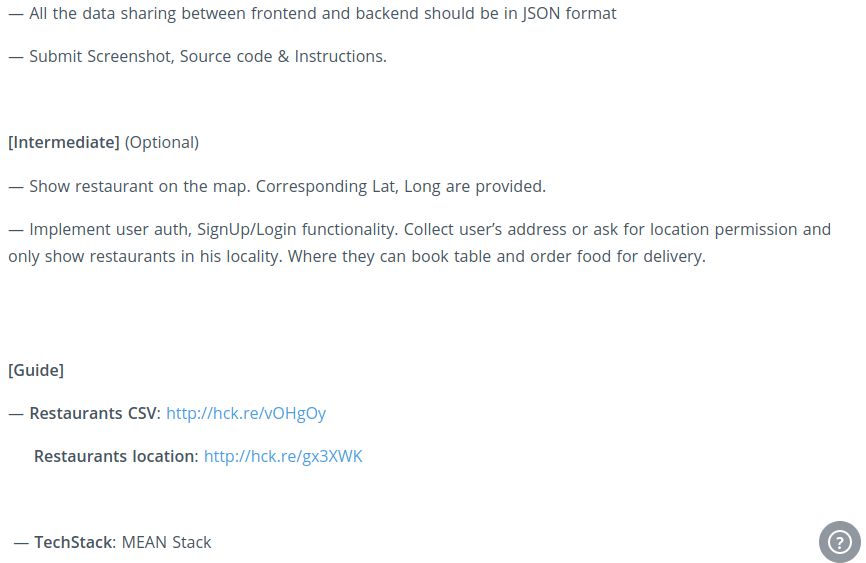 — All the data sharing between frontend and backend should be in JSON format
— Submit Screenshot, Source code & Instructions.
[Intermediate] (Optional)
— Show restaurant on the map. Corresponding Lat, Long are provided.
— Implement user auth, SignUp/Login functionality. Collect user’s address or ask for location permission and
only show restaurants in his locality. Where they can book table and order food for delivery.
[Guide]
— Restaurants CSV: http://hck.re/vOHgOy
Restaurants location: http://hck.re/gx3XWK
— TechStack: MEAN Stack
?